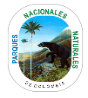 PARQUES
NACIONALES
NATURALES
DE COLOMBIA